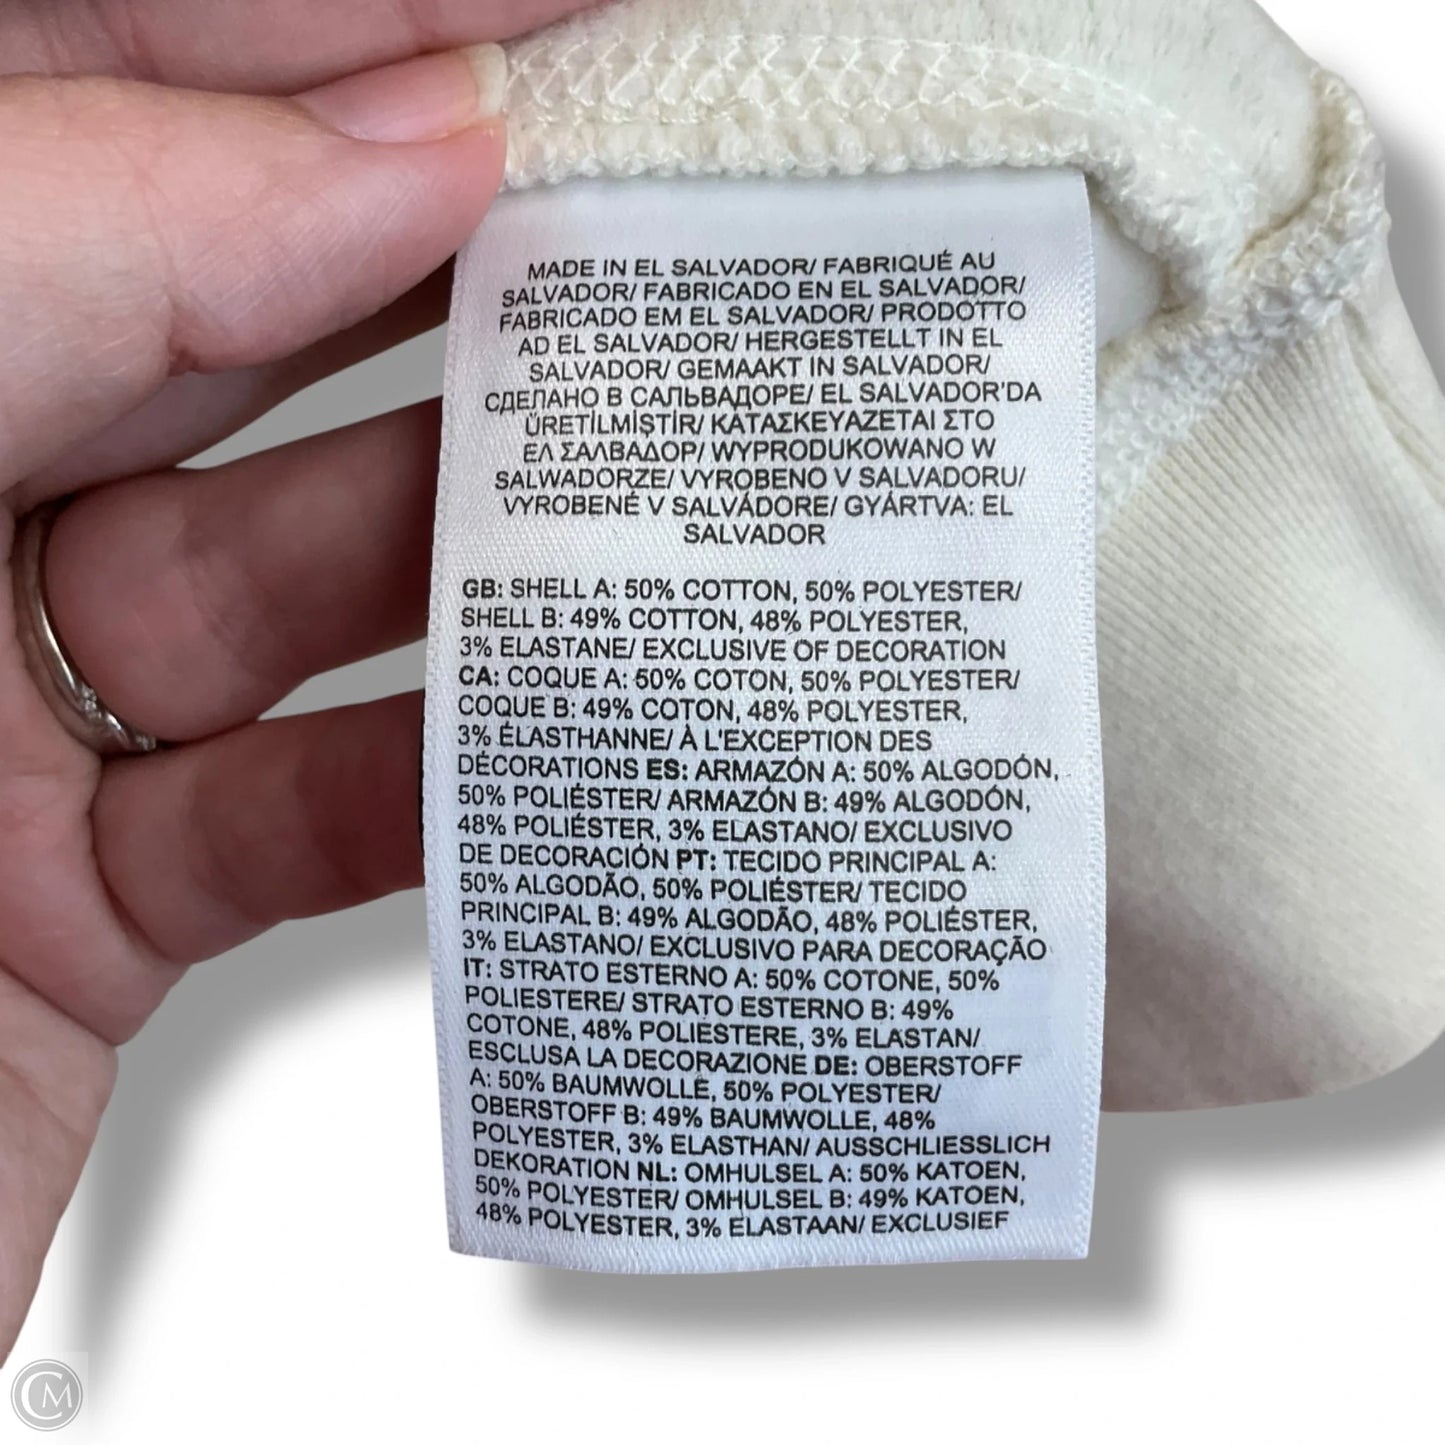 MADE IN EL SALVADOR/ FABRIQUÉ AU
SALVADOR/ FABRICADO EN EL SALVADOR/
FABRICADO EM EL SALVADOR/ PRODOTTO
AD EL SALVADOR/ HERGESTELLT IN EL
SALVADOR/ GEMAAKT IN SALVADOR/
СДЕЛАНО В САЛЬВАДОРЕ/ EL SALVADOR'DA
ÜRETİLMİŞTİR/ ΚΑΤΑΣΚΕΥΑΖΕΤΑΙ ΣΤΟ
ΕΛ ΣΑΛΒΑΔΟΡ/ WYPRODUKOWANO W
SALWADORZE/ VYROBENO V SALVADORU/
VYROBENÉ V SALVÁDORE/ GYÁRTVA: EL
SALVADOR
GB: SHELL A: 50% COTTON, 50% POLYESTER/
SHELL B: 49% COTTON, 48% POLYESTER,
3% ELASTANE/ EXCLUSIVE OF DECORATION
CA: COQUE A: 50% COTON, 50% POLYESTER/
COQUE B: 49% COTON, 48% POLYESTER,
3% ÉLASTHANNE/ À L'EXCEPTION DES
DÉCORATIONS ES: ARMAZÓN A: 50% ALGODÓN,
50% POLIÉSTER/ ARMAZÓN B: 49% ALGODÓN,
48% POLIÉSTER, 3% ELASTANO/ EXCLUSIVO
DE DECORACIÓN PT: TECIDO PRINCIPAL A:
50% ALGODÃO, 50% POLIÉSTER/ TECIDO
PRINCIPAL B: 49% ALGODÃO, 48% POLIÉSTER,
3% ELASTANO/ EXCLUSIVO PARA DECORAÇÃO
IT: STRATO ESTERNO A: 50% COTONE, 50%
POLIESTERE/ STRATO ESTERNO B: 49%
COTONE, 48% POLIESTERE, 3% ELASTAN/
ESCLUSA LA DECORAZIONE DE: OBERSTOFF
A: 50% BAUMWOLLE, 50% POLYESTER/
OBERSTOFF B: 49% BAUMWOLLE, 48%
POLYESTER, 3% ELASTHAN/ AUSSCHLIESSLICH
DEKORATION NL: OMHULSEL A: 50% KATOEN,
50% POLYESTER/ OMHULSEL B: 49% KATOEN,
48% POLYESTER, 3% ELASTAAN/ EXCLUSIEF
CM